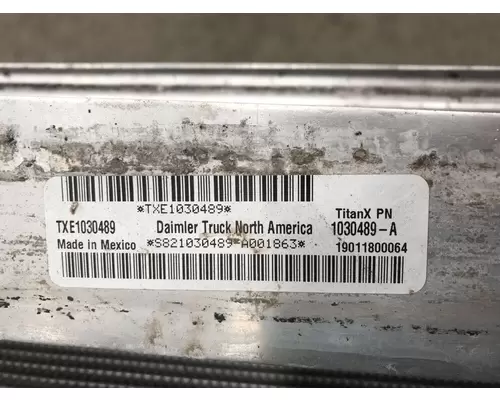 *TXE1030489*
TitanX PN
TXE1030489 Daimler Truck North America 1030489-A
Made in Mexico *S821030489-A001863* 19011800064